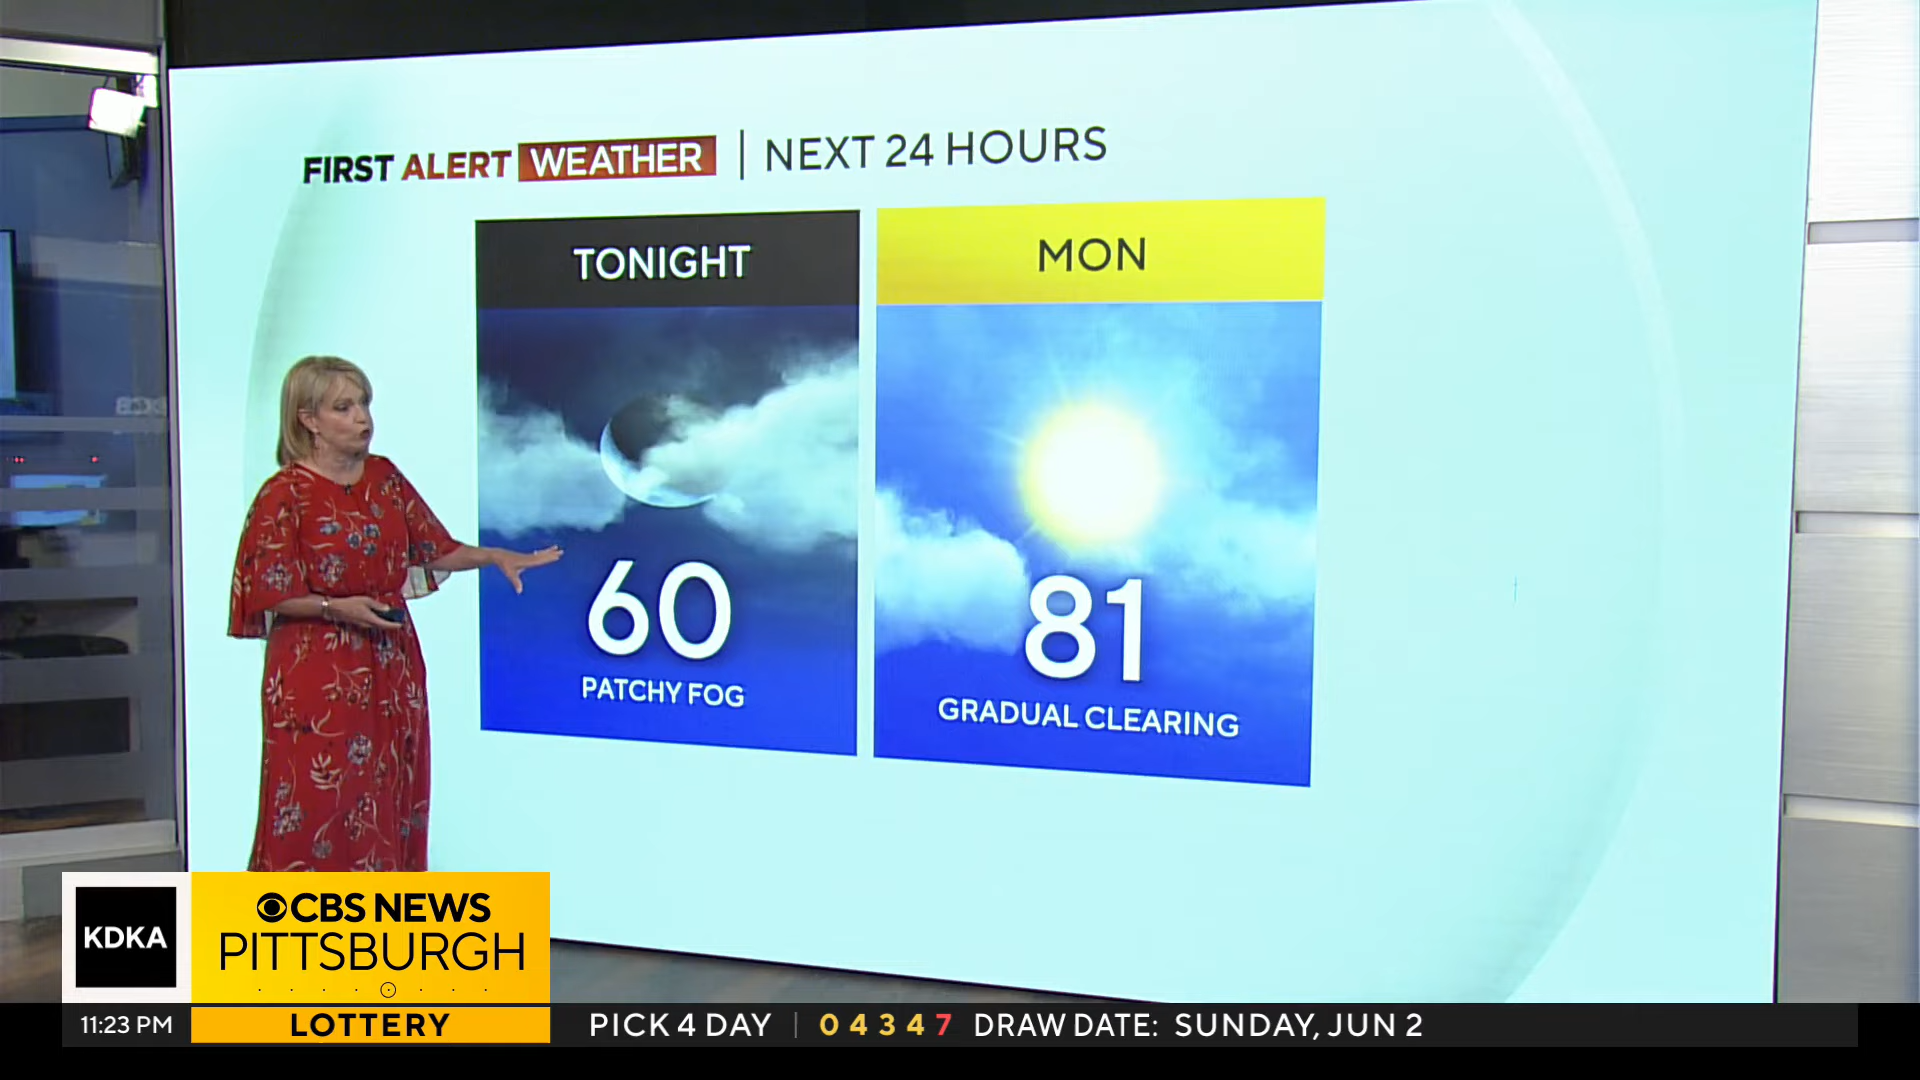 FIRST ALERT WEATHER | NEXT 24 HOURS
TONIGHT
60
PATCHY FOG
MON
81
GRADUAL CLEARING
KDKA
CBS NEWS
PITTSBURGH
11:23 PM
LOTTERY
PICK 4 DAY | 0 4 3 4 7 DRAW DATE: SUNDAY, JUN 2